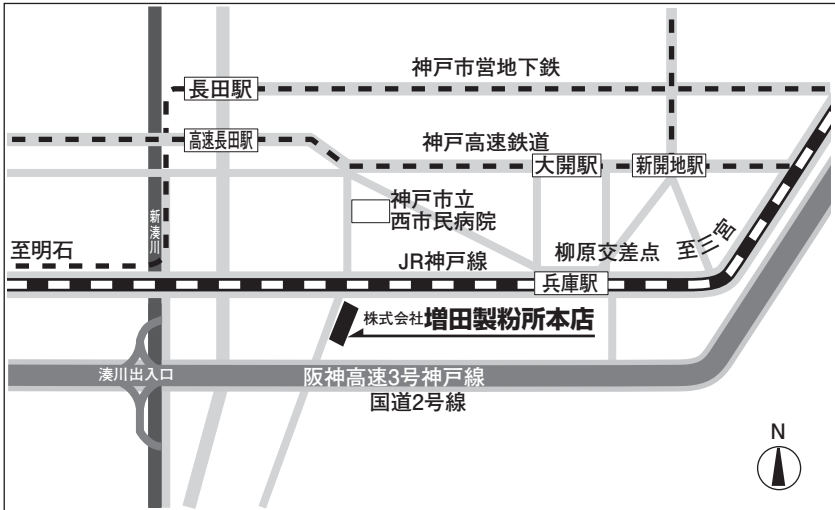 神戸市営地下鉄
長田駅
高速長田駅
神戸高速鉄道
大開駅
新開地駅
神戸市立
西市民病院
新湊川
至明石
JR神戸線
柳原交差点
至三宮
兵庫駅
株式会社増田製粉所本店
湊川出入口
阪神高速3号神戸線
国道2号線
N